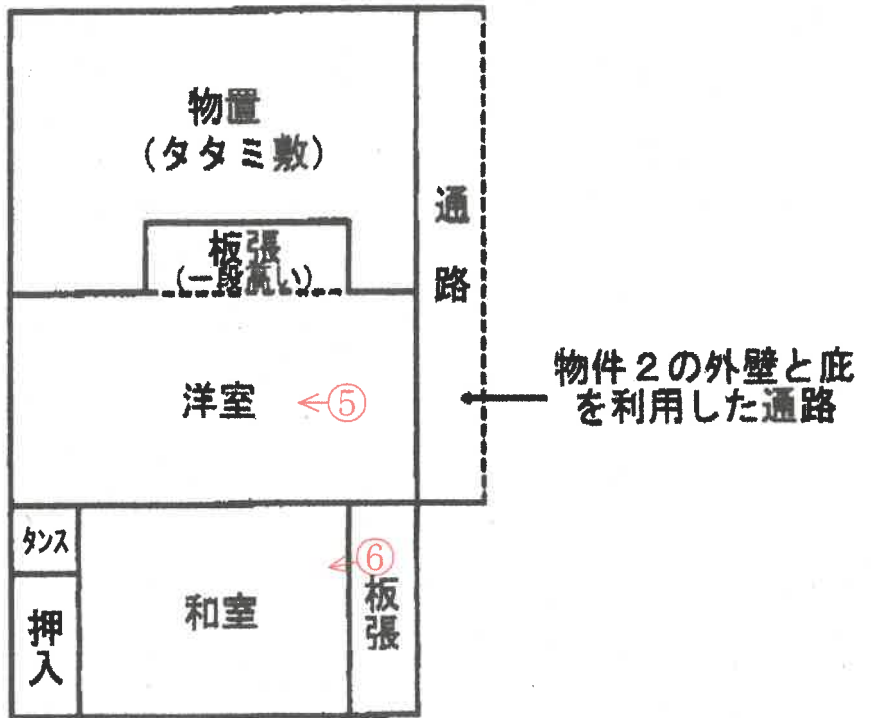 物置
(タタミ敷)
通路
板張
(一段高い)
洋室
←⑤
物件2の外壁と庇
を利用した通路
タンス
←⑥
和室
板張
押入